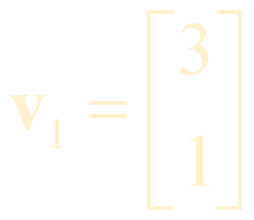 v₁ = [3
1]